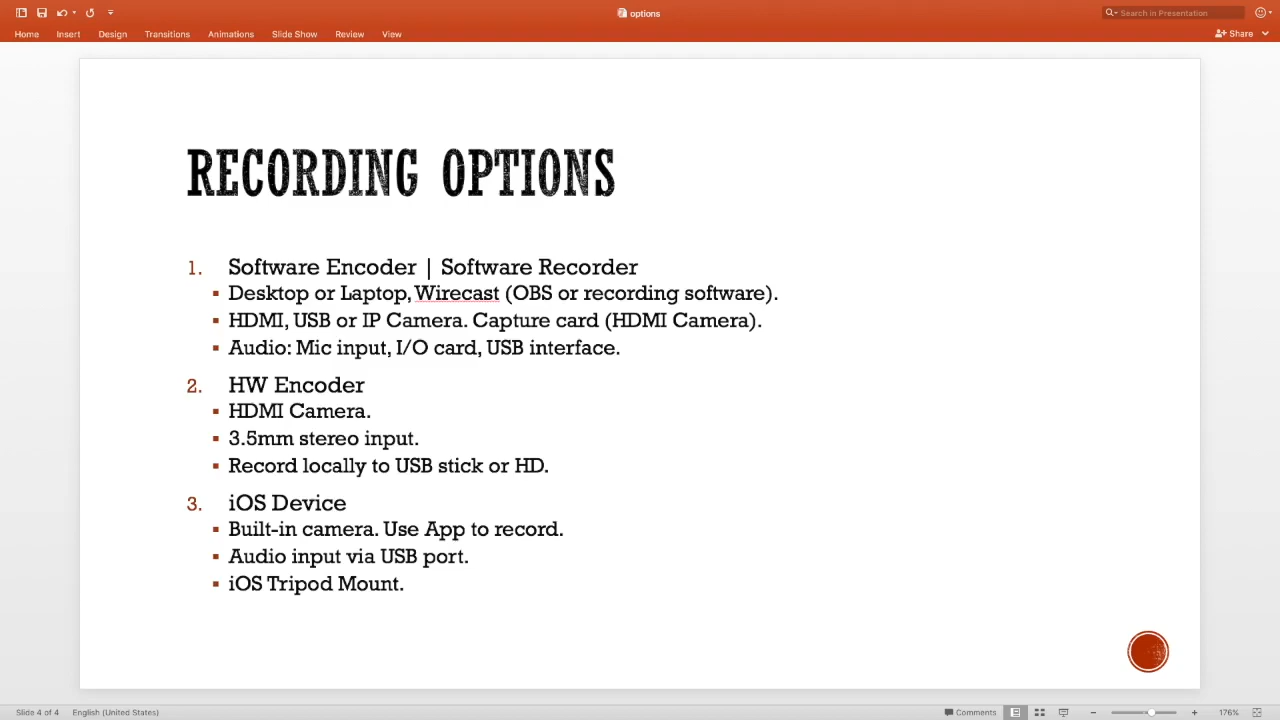 options
Search in Presentation
Home Insert Design Transitions Animations Slide Show Review View
Share
RECORDING OPTIONS
1. Software Encoder | Software Recorder
▪ Desktop or Laptop, Wirecast (OBS or recording software).
▪ HDMI, USB or IP Camera. Capture card (HDMI Camera).
▪ Audio: Mic input, I/O card, USB interface.
2. HW Encoder
▪ HDMI Camera.
▪ 3.5mm stereo input.
▪ Record locally to USB stick or HD.
3. iOS Device
▪ Built-in camera. Use App to record.
▪ Audio input via USB port.
▪ iOS Tripod Mount.
Slide 4 of 4 English (United States) Comments 176%